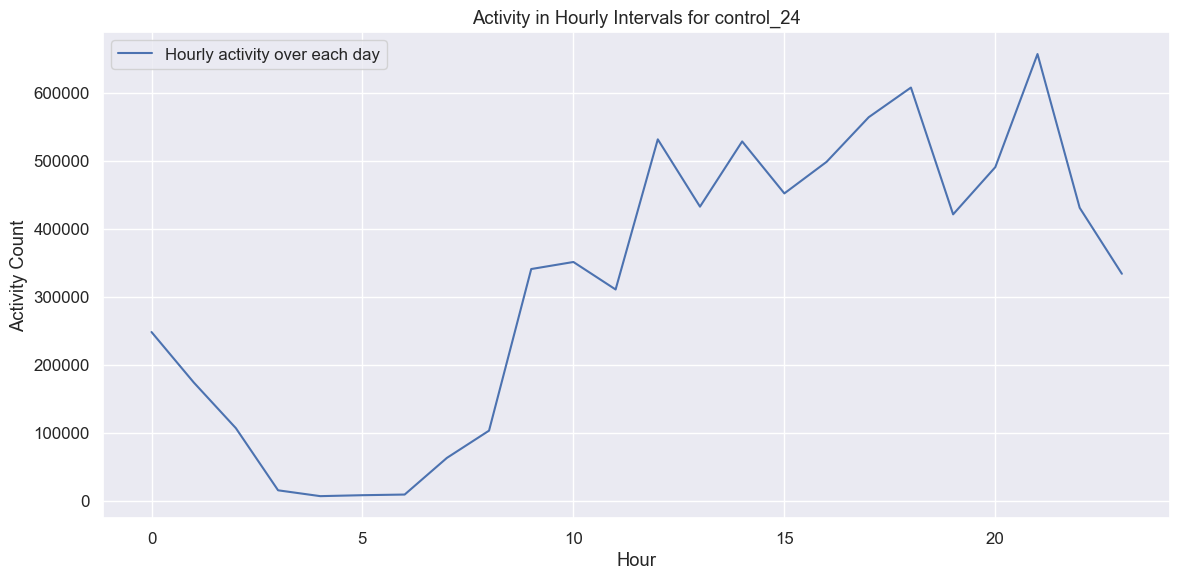 Activity in Hourly Intervals for control_24
Hourly activity over each day
Activity Count
600000
500000
400000
300000
200000
100000
0
0 5 10 15 20
Hour